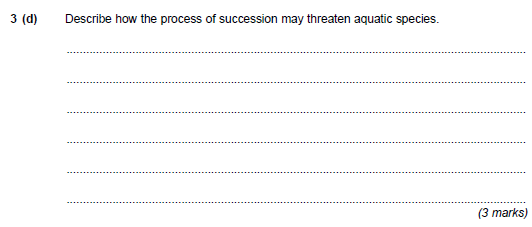 3 (d) Describe how the process of succession may threaten aquatic species.
(3 marks)